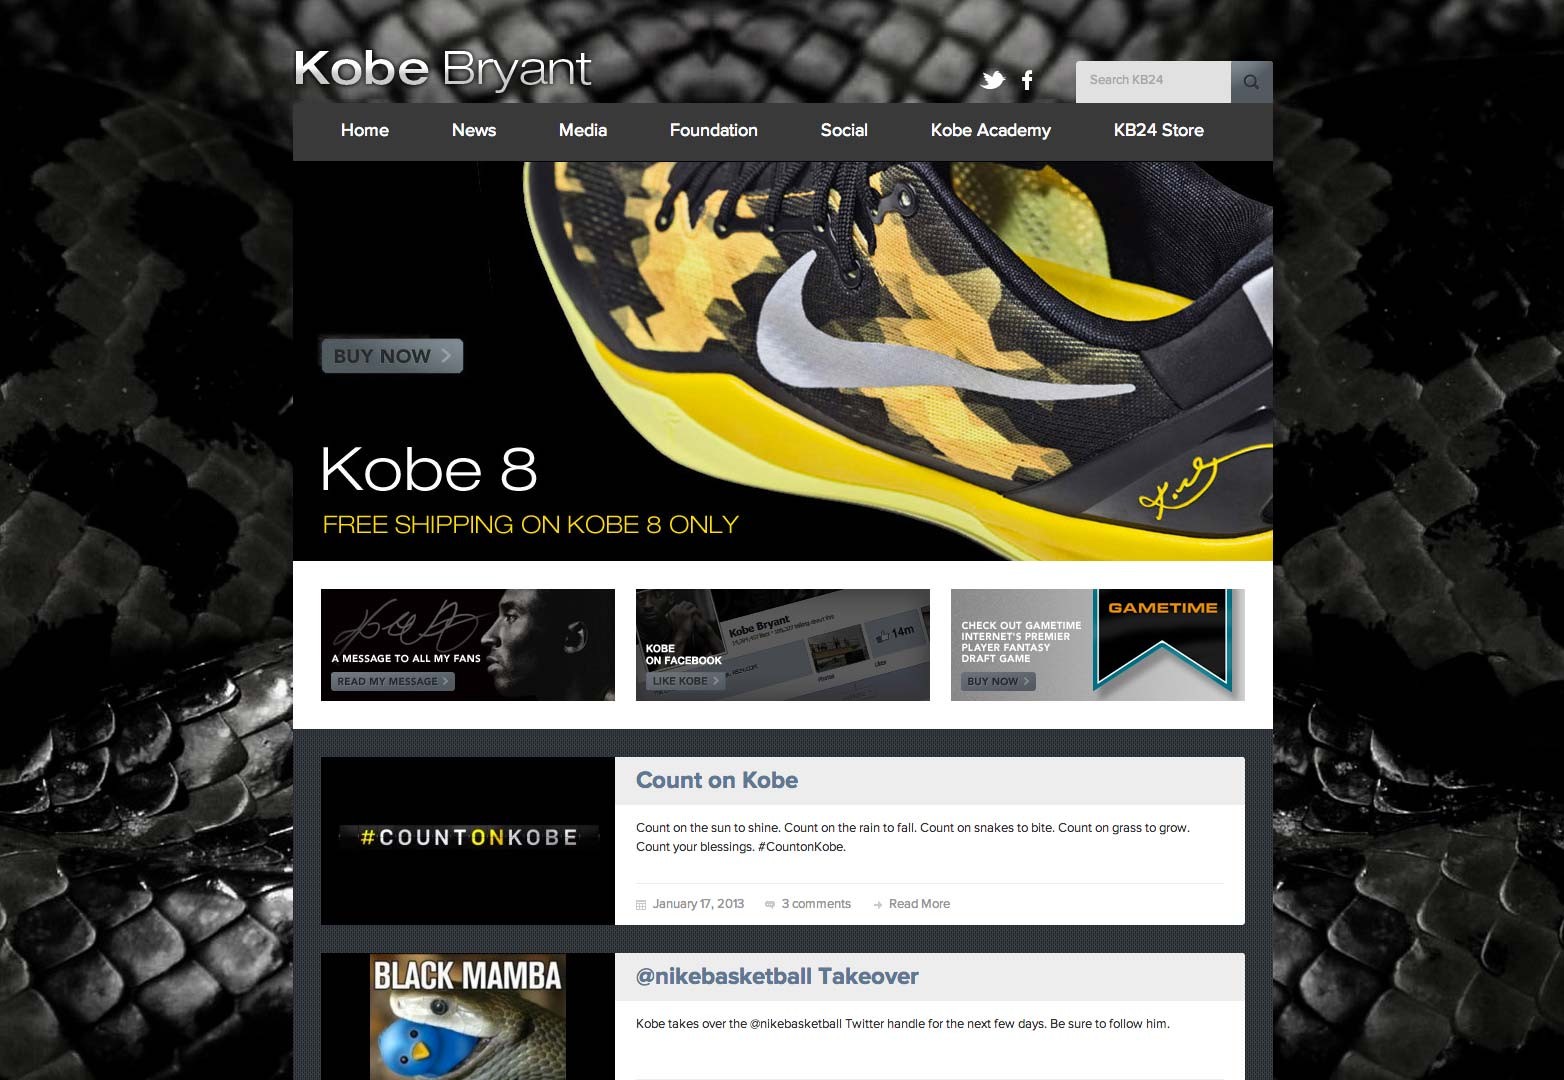 Kobe Bryant
Search KB24
Home News Media Foundation Social Kobe Academy KB24 Store
BUY NOW
Kobe 8
FREE SHIPPING ON KOBE 8 ONLY
A MESSAGE TO ALL MY FANS
READ MY MESSAGE
Kobe Bryant
14m
Likes
Photos
KOBE
ON FACEBOOK
LIKE KOBE
GAMETIME
CHECK OUT GAMETIME
INTERNET'S PREMIER
PLAYER FANTASY
DRAFT GAME
BUY NOW
#COUNTONKOBE
Count on Kobe
Count on the sun to shine. Count on the rain to fall. Count on snakes to bite. Count on grass to grow.
Count your blessings. #CountonKobe.
January 17, 2013 3 comments Read More
BLACK MAMBA
@nikebasketball Takeover
Kobe takes over the @nikebasketball Twitter handle for the next few days. Be sure to follow him.